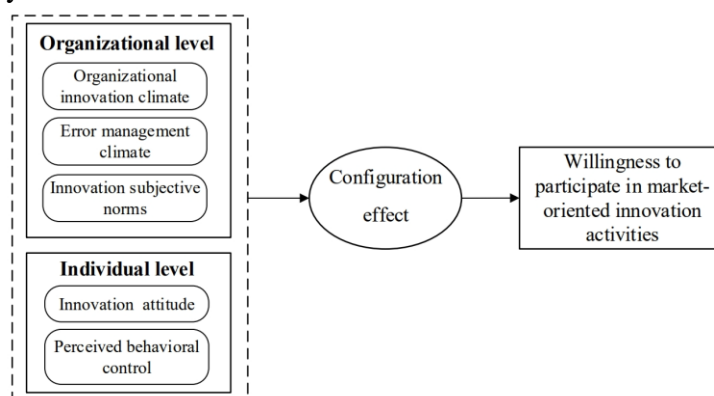 Organizational level
Organizational
innovation climate
Error management
climate
Innovation subjective
norms
Individual level
Innovation attitude
Perceived behavioral
control
Configuration
effect
Willingness to
participate in market-
oriented innovation
activities